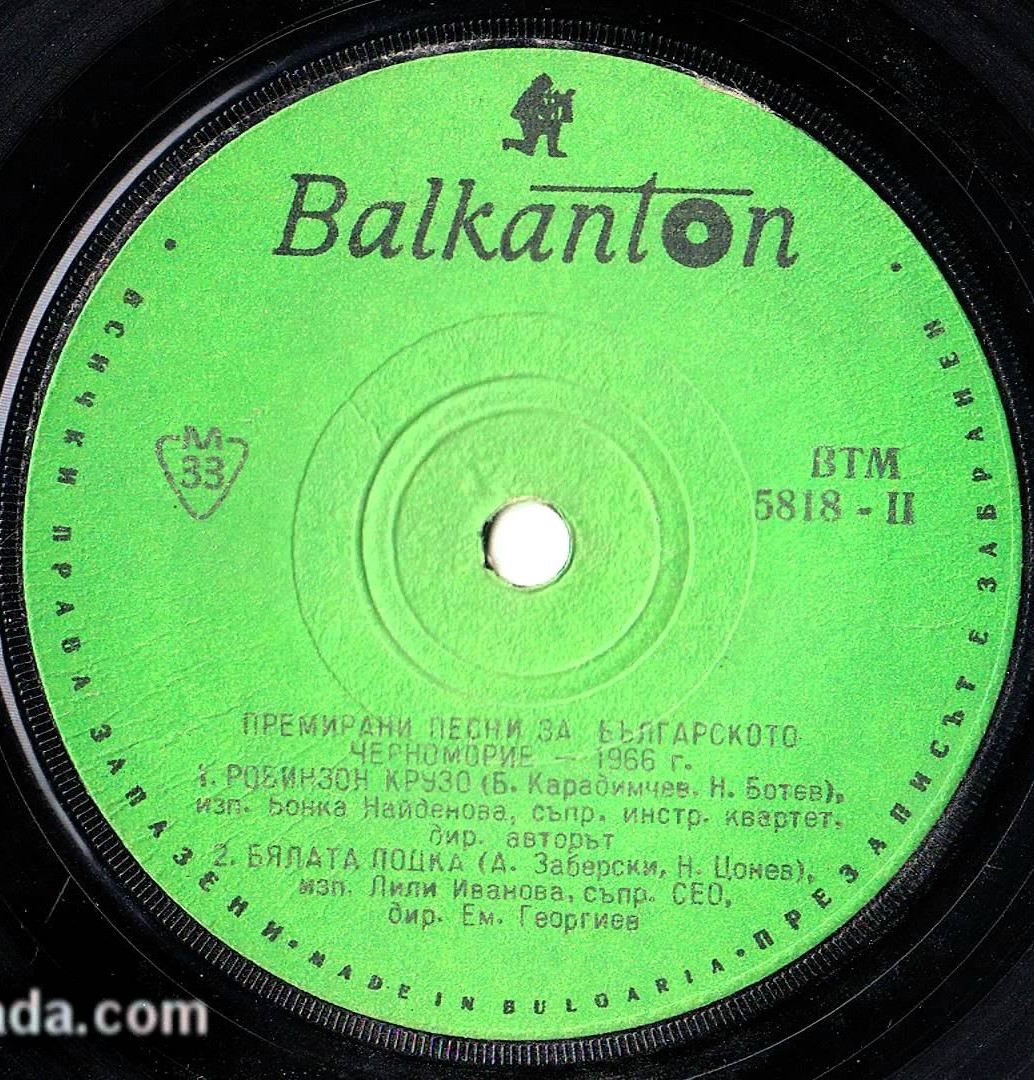 Balkanton
М
33
ВТМ
5818 - II
ПРЕМИРАНИ ПЕСНИ ЗА БЪЛГАРСКОТО
ЧЕРНОМОРИЕ — 1966 г.
1. РОБИНЗОН КРУЗО (Б. Карадимчев, Н. Ботев),
изп. Бонка Найденова, съпр. инстр. квартет,
дир. авторът
2. БЯЛАТА ЛОДКА (А. Заберски, Н. Цонев),
изп. Лили Иванова, съпр. СЕО,
дир. Ем. Георгиев
ВСИЧКИ ПРАВА ЗАПАЗЕНИ • MADE IN BULGARIA • ПРЕЗАПИСЪТ Е ЗАБРАНЕН
ada.com